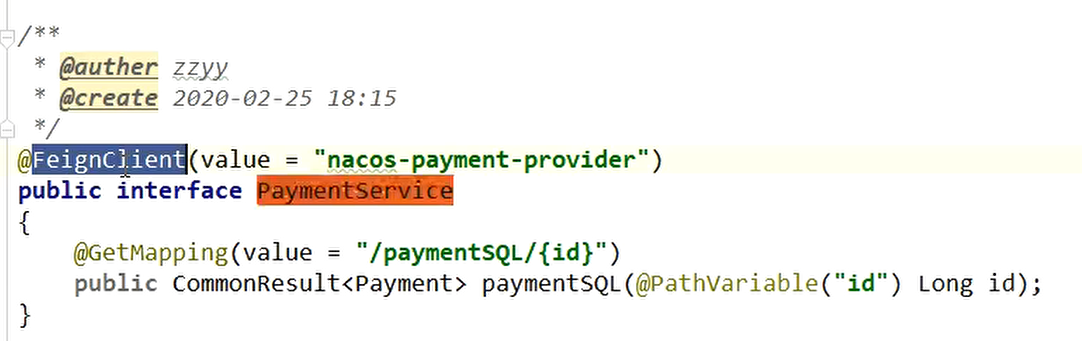 /**
 * @auther zzyy
 * @create 2020-02-25 18:15
 */
@FeignClient(value = "nacos-payment-provider")
public interface PaymentService
{
    @GetMapping(value = "/paymentSQL/{id}")
    public CommonResult<Payment> paymentSQL(@PathVariable("id") Long id);
}